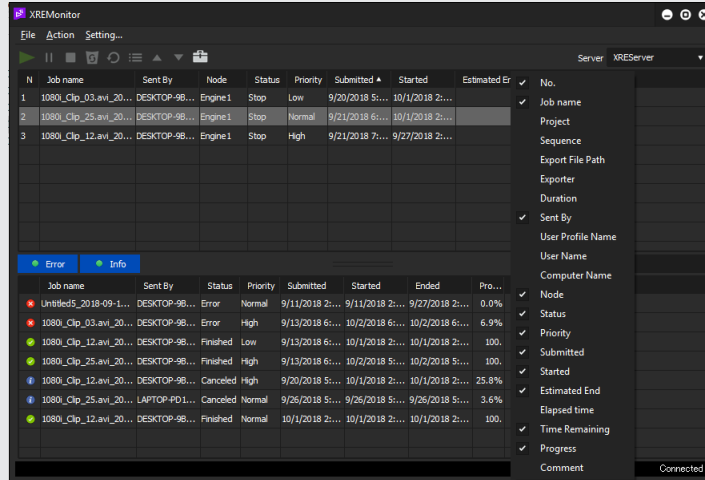 XREMonitor
File Action Setting...
Server XREServer
N Job name Sent By Node Status Priority Submitted Started Estimated Er
1 1080i_Clip_03.avi_20... DESKTOP-9B... Engine1 Stop Low 9/20/2018 5:... 10/1/2018 2:...
2 1080i_Clip_25.avi_20... DESKTOP-9B... Engine1 Stop Normal 9/21/2018 6:... 10/1/2018 2:...
3 1080i_Clip_12.avi_20... DESKTOP-9B... Engine1 Stop High 9/21/2018 7:... 9/27/2018 2:...
No.
Job name
Project
Sequence
Export File Path
Exporter
Duration
Sent By
User Profile Name
User Name
Computer Name
Node
Status
Priority
Submitted
Started
Estimated End
Elapsed time
Time Remaining
Progress
Comment
Error Info
Job name Sent By Status Priority Submitted Started Ended Pro...
Untitled5_2018-09-1... DESKTOP-9B... Error Normal 9/11/2018 2:... 9/11/2018 2:... 9/27/2018 2:... 0.0%
1080i_Clip_03.avi_20... DESKTOP-9B... Error High 9/13/2018 6:... 10/2/2018 6:... 10/2/2018 6:... 6.9%
1080i_Clip_12.avi_20... DESKTOP-9B... Finished Low 9/13/2018 6:... 10/1/2018 2:... 10/1/2018 2:... 100.
1080i_Clip_25.avi_20... DESKTOP-9B... Finished High 9/13/2018 6:... 10/2/2018 5:... 10/2/2018 5:... 100.
1080i_Clip_12.avi_20... DESKTOP-9B... Canceled High 9/20/2018 5:... 10/1/2018 2:... 10/1/2018 2:... 25.8%
1080i_Clip_25.avi_20... LAPTOP-PD1... Canceled Normal 9/26/2018 5:... 9/26/2018 5:... 9/26/2018 5:... 3.6%
1080i_Clip_12.avi_20... DESKTOP-9B... Finished Normal 10/1/2018 2:... 10/1/2018 2:... 10/1/2018 2:... 100.
Connected